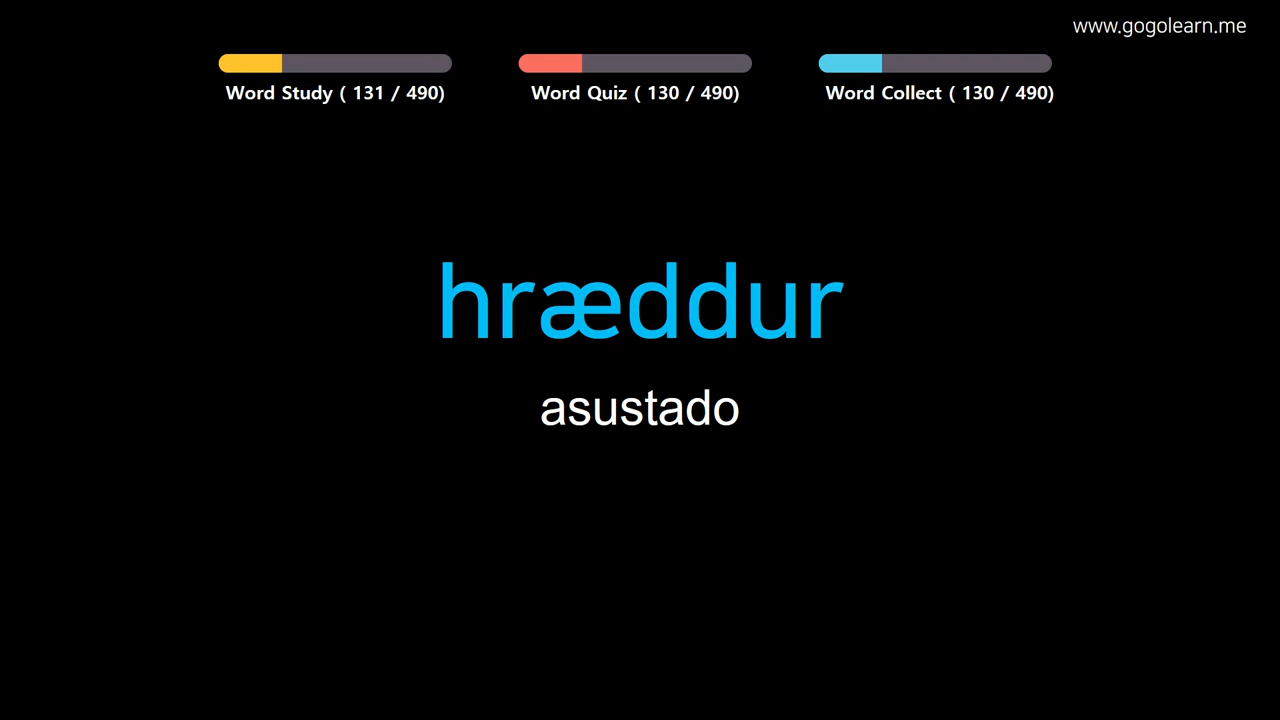 www.gogolearn.me
Word Study ( 131 / 490)
Word Quiz ( 130 / 490)
Word Collect ( 130 / 490)
hræddur
asustado